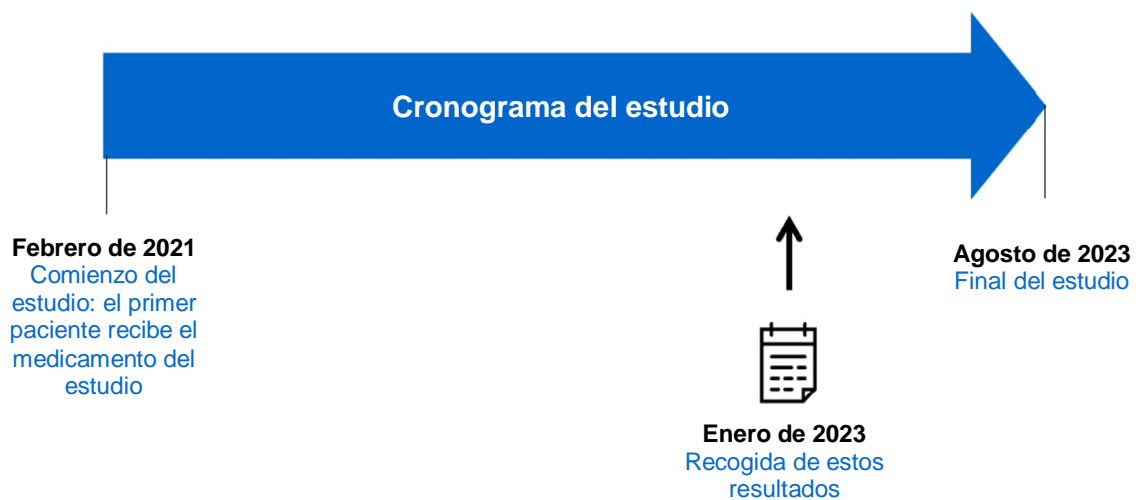 Cronograma del estudio
Febrero de 2021
Comienzo del
estudio: el primer
paciente recibe el
medicamento del
estudio
Enero de 2023
Recogida de estos
resultados
Agosto de 2023
Final del estudio